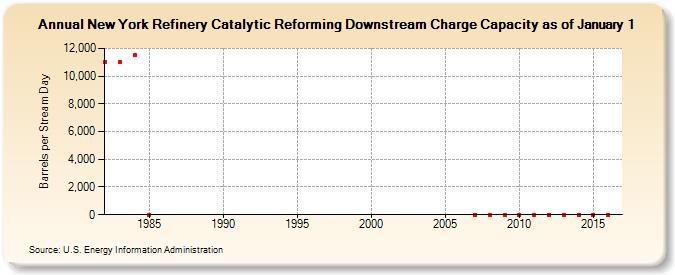 Annual New York Refinery Catalytic Reforming Downstream Charge Capacity as of January 1
Barrels per Stream Day
12,000
10,000
8,000
6,000
4,000
2,000
0
1985 1990 1995 2000 2005 2010 2015
Source: U.S. Energy Information Administration